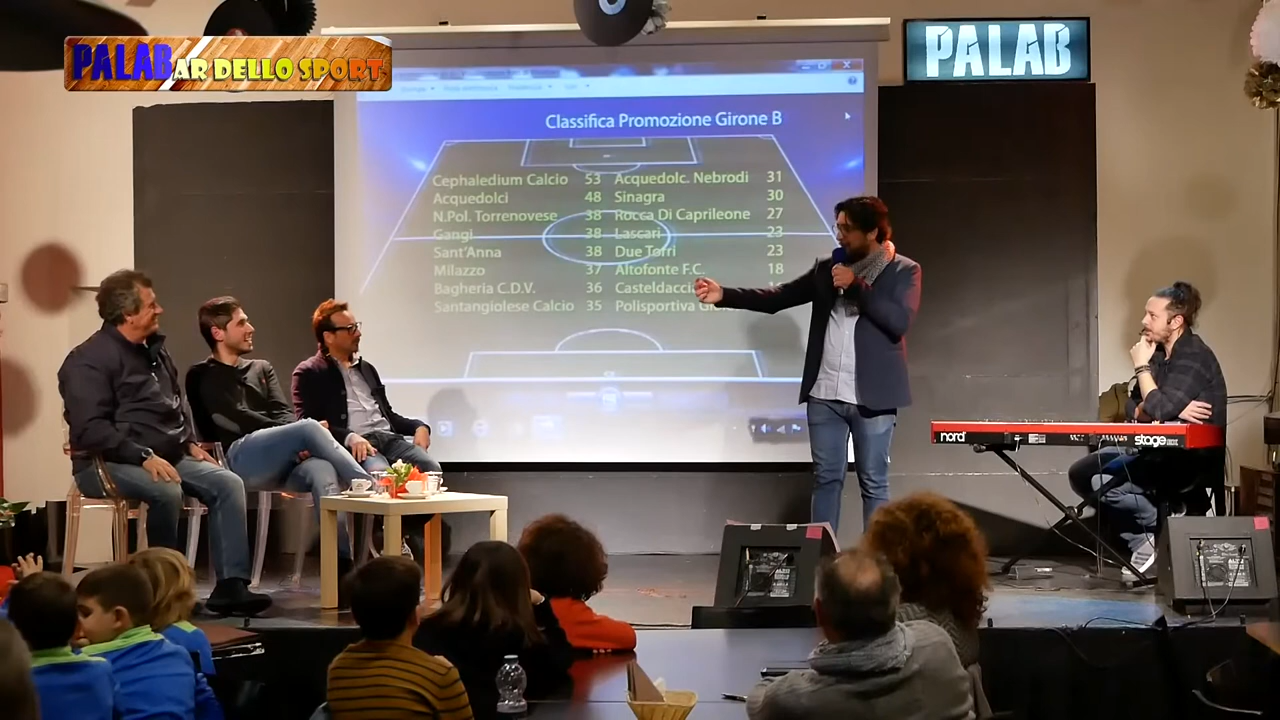 PALABAR DELLO SPORT
PALAB
Classifica Promozione Girone B
Cephaledium Calcio 53 Acquedolc. Nebrodi 31
Acquedolci 48 Sinagra 30
N.Pol. Torrenovese 38 Rocca Di Caprileone 27
Gangi 38 Lascari 23
Sant'Anna 38 Due Torri 23
Milazzo 37 Altofonte F.C. 18
Bagheria C.D.V. 36
Santangiolese Calcio 35 Polisportiva
nord stage